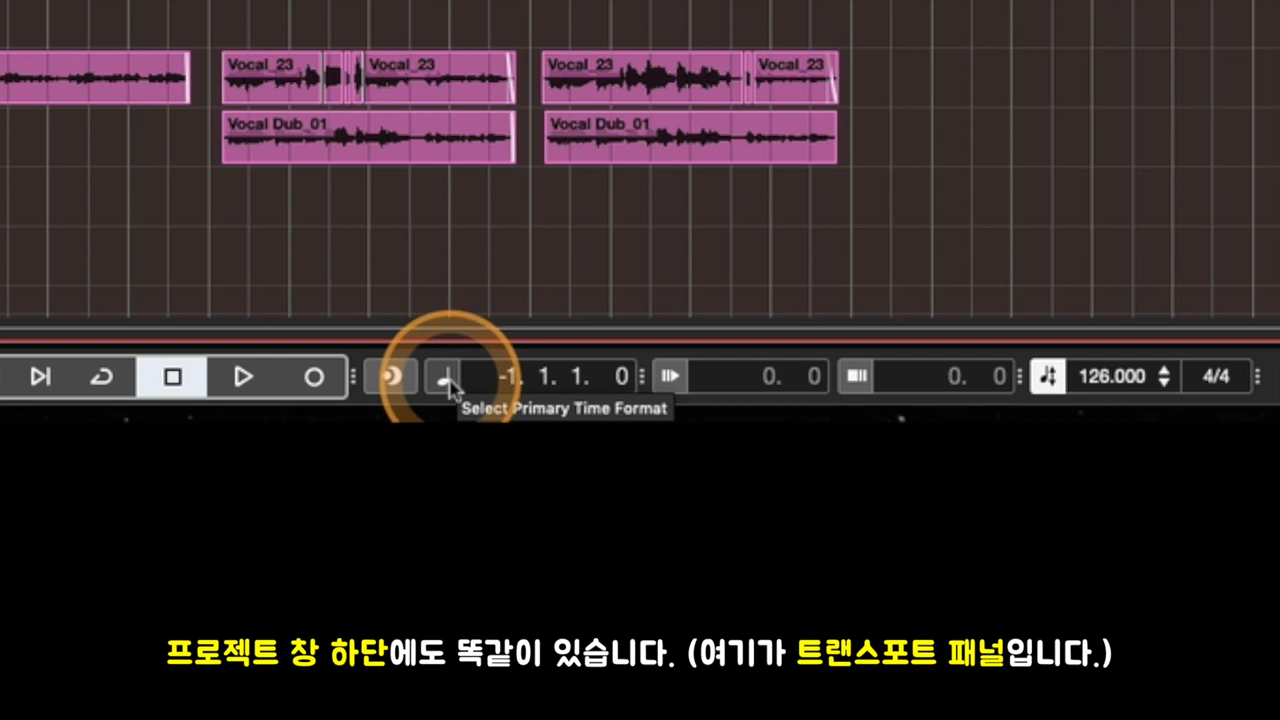 Vocal_23 Vocal_23 Vocal_23 Vocal_23
Vocal Dub_01 Vocal Dub_01
-1. 1. 1. 0 0. 0 0. 0 126.000 4/4
Select Primary Time Format
프로젝트 창 하단에도 똑같이 있습니다. (여기가 트랜스포트 패널입니다.)